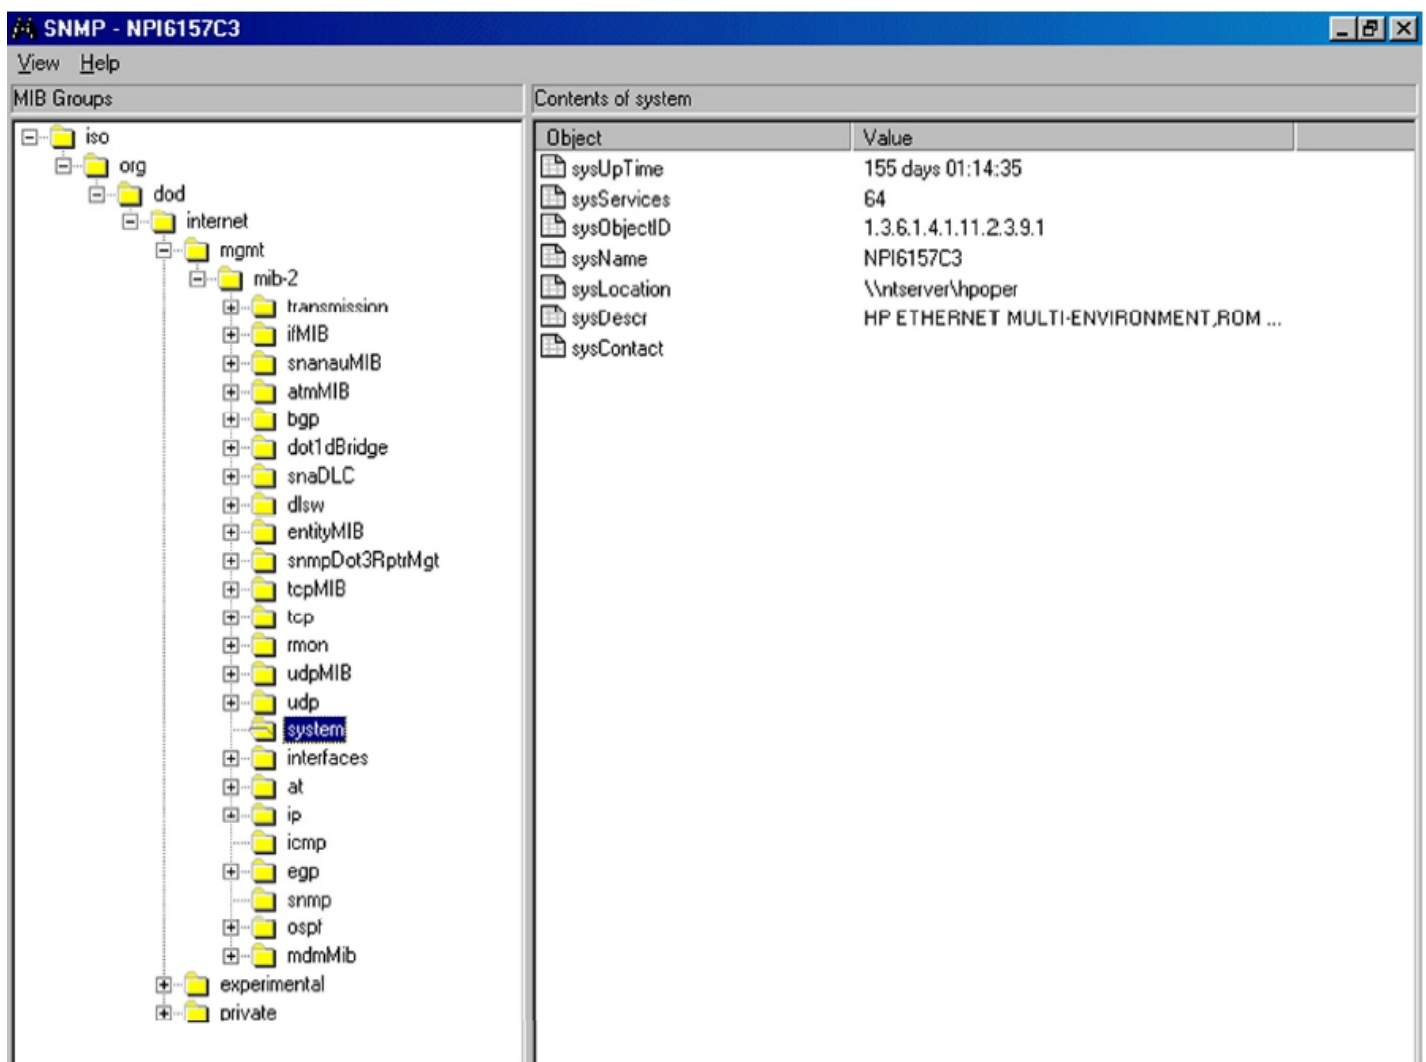 SNMP - NPI6157C3
View Help
MIB Groups
Contents of system
iso
org
dod
internet
mgmt
mib-2
transmission
ifMIB
snanauMIB
atmMIB
bgp
dot1dBridge
snaDLC
dlsw
entityMIB
snmpDot3RptrMgt
tcpMIB
tcp
rmon
udpMIB
udp
system
interfaces
at
ip
icmp
egp
snmp
ospf
mdmMib
experimental
private
Object Value
sysUpTime 155 days 01:14:35
sysServices 64
sysObjectID 1.3.6.1.4.1.11.2.3.9.1
sysName NPI6157C3
sysLocation \\ntserver\hpoper
sysDescr HP ETHERNET MULTI-ENVIRONMENT,ROM ...
sysContact